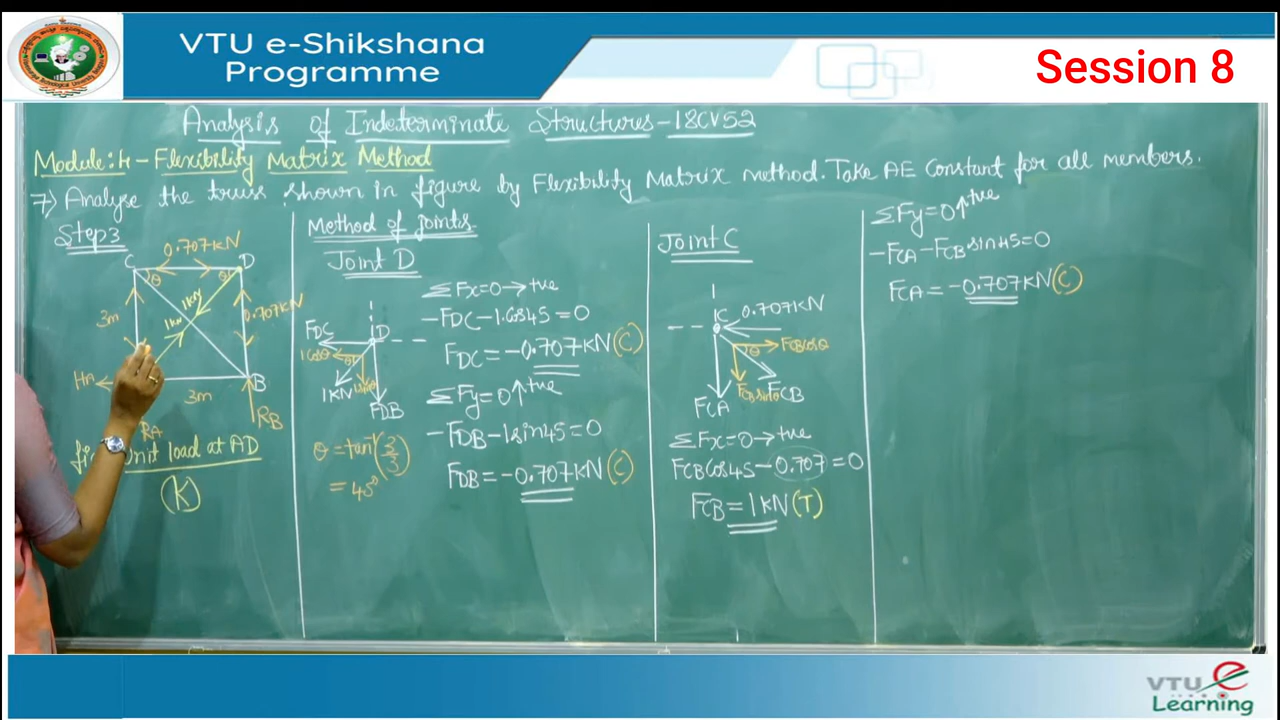 VTU e-Shikshana
Programme
Session 8
Analysis of Indeterminate Structures-18CV52
Module:4-Flexibility Matrix Method
7) Analyse the truss shown in figure by Flexibility Matrix method. Take AE Constant for all members.
Step3
0.707KN
C
D
θ
θ
1KN
1KN
3m
0.707KN
HA
B
3m
RA
RB
unit load at AD
(K)
Method of joints
Joint D
FDC
D
1cosθ
θ
1KN
1sinθ
FDB
θ=tan⁻¹(3/3)
=45°
ΣFx=0→+ve
-FDC-1cos45=0
FDC=-0.707KN(C)
ΣFy=0↑+ve
-FDB-1sin45=0
FDB=-0.707KN(C)
Joint C
C
0.707KN
θ
FCBcosθ
FCBsinθ
FCB
FCA
ΣFx=0→+ve
FCBcos45-0.707=0
FCB=1KN(T)
ΣFy=0↑+ve
-FCA-FCBsin45=0
FCA=-0.707KN(C)
VTU e
Learning